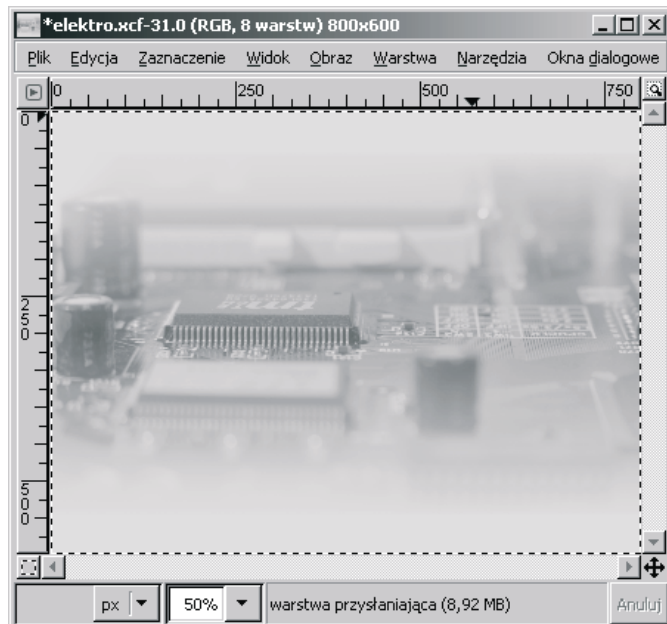 *elektro.xcf-31.0 (RGB, 8 warstw) 800x600
Plik Edycja Zaznaczenie Widok Obraz Warstwa Narzędzia Okna dialogowe
0 250 500 750
0
250
500
px 50% warstwa przysłaniająca (8,92 MB) Anuluj